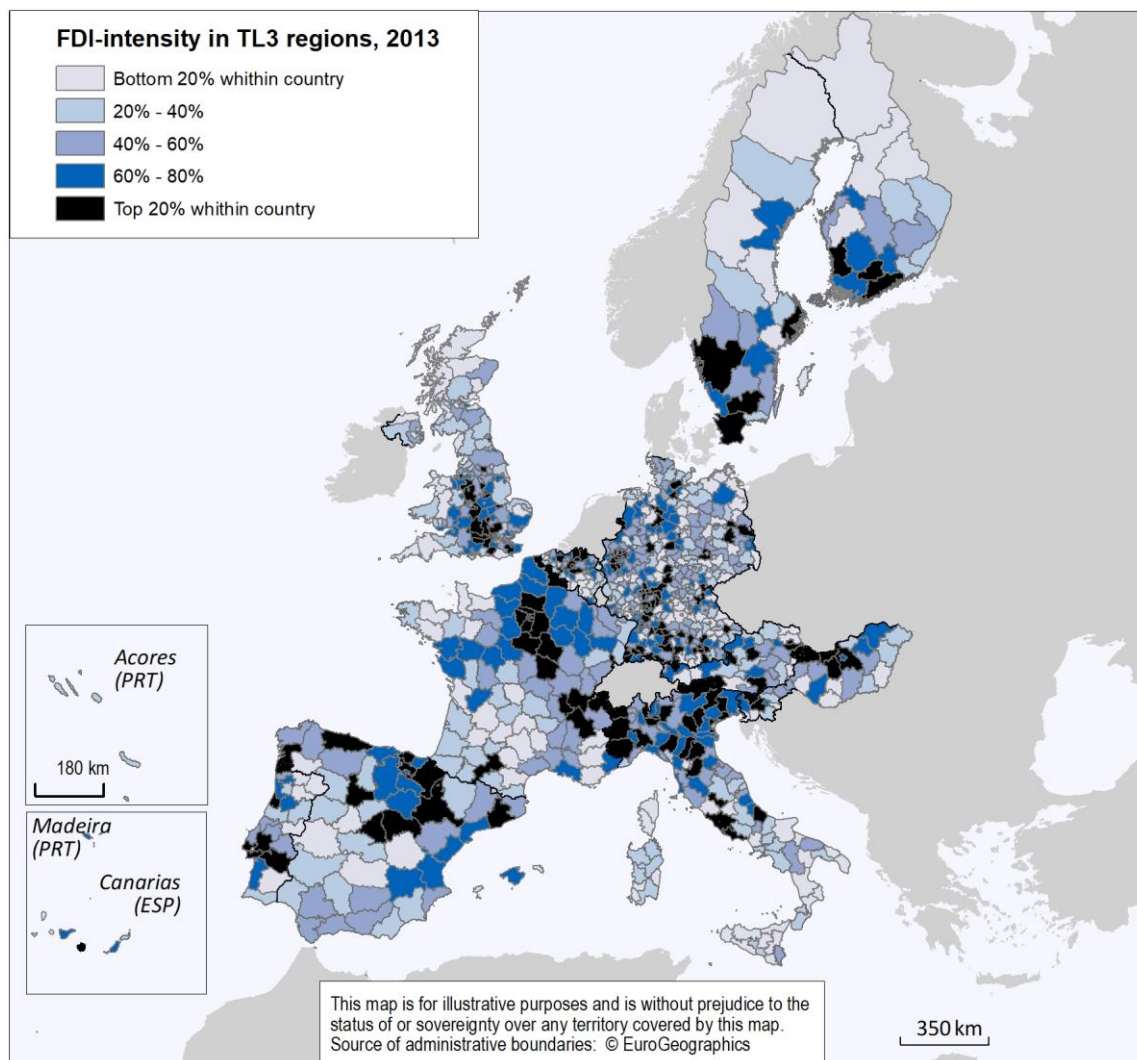 FDI-intensity in TL3 regions, 2013
Bottom 20% whithin country
20% - 40%
40% - 60%
60% - 80%
Top 20% whithin country
Acores
(PRT)
180 km
Madeira
(PRT)
Canarias
(ESP)
This map is for illustrative purposes and is without prejudice to the
status of or sovereignty over any territory covered by this map.
Source of administrative boundaries: © EuroGeographics
350 km